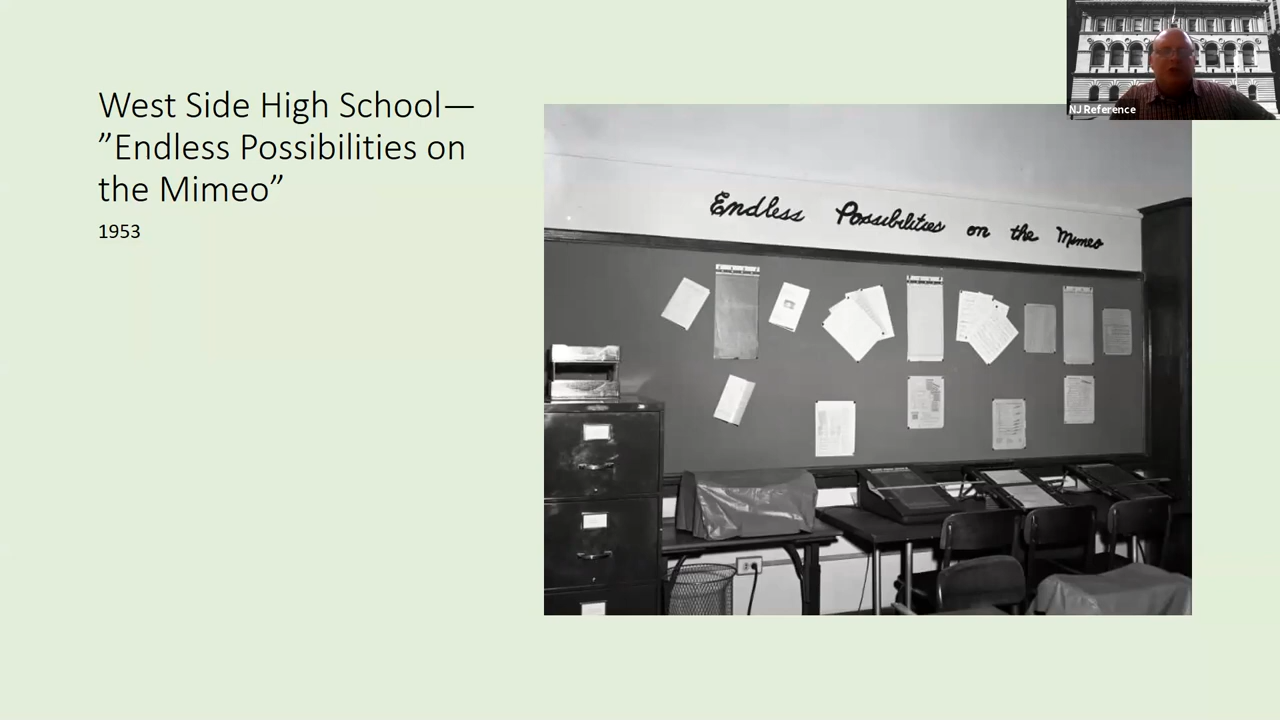 West Side High School—
”Endless Possibilities on
the Mimeo”
1953
NJ Reference
Endless Possibilities on the Mimeo